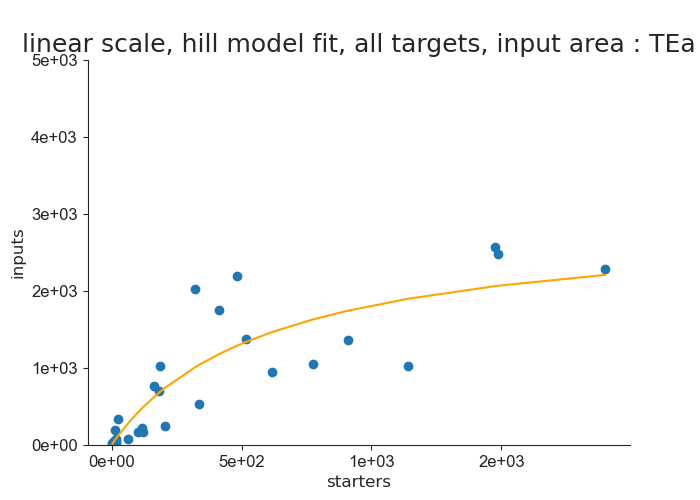 linear scale, hill model fit, all targets, input area : TEa
5e+03
4e+03
3e+03
2e+03
1e+03
0e+00
inputs
0e+00 5e+02 1e+03 2e+03
starters